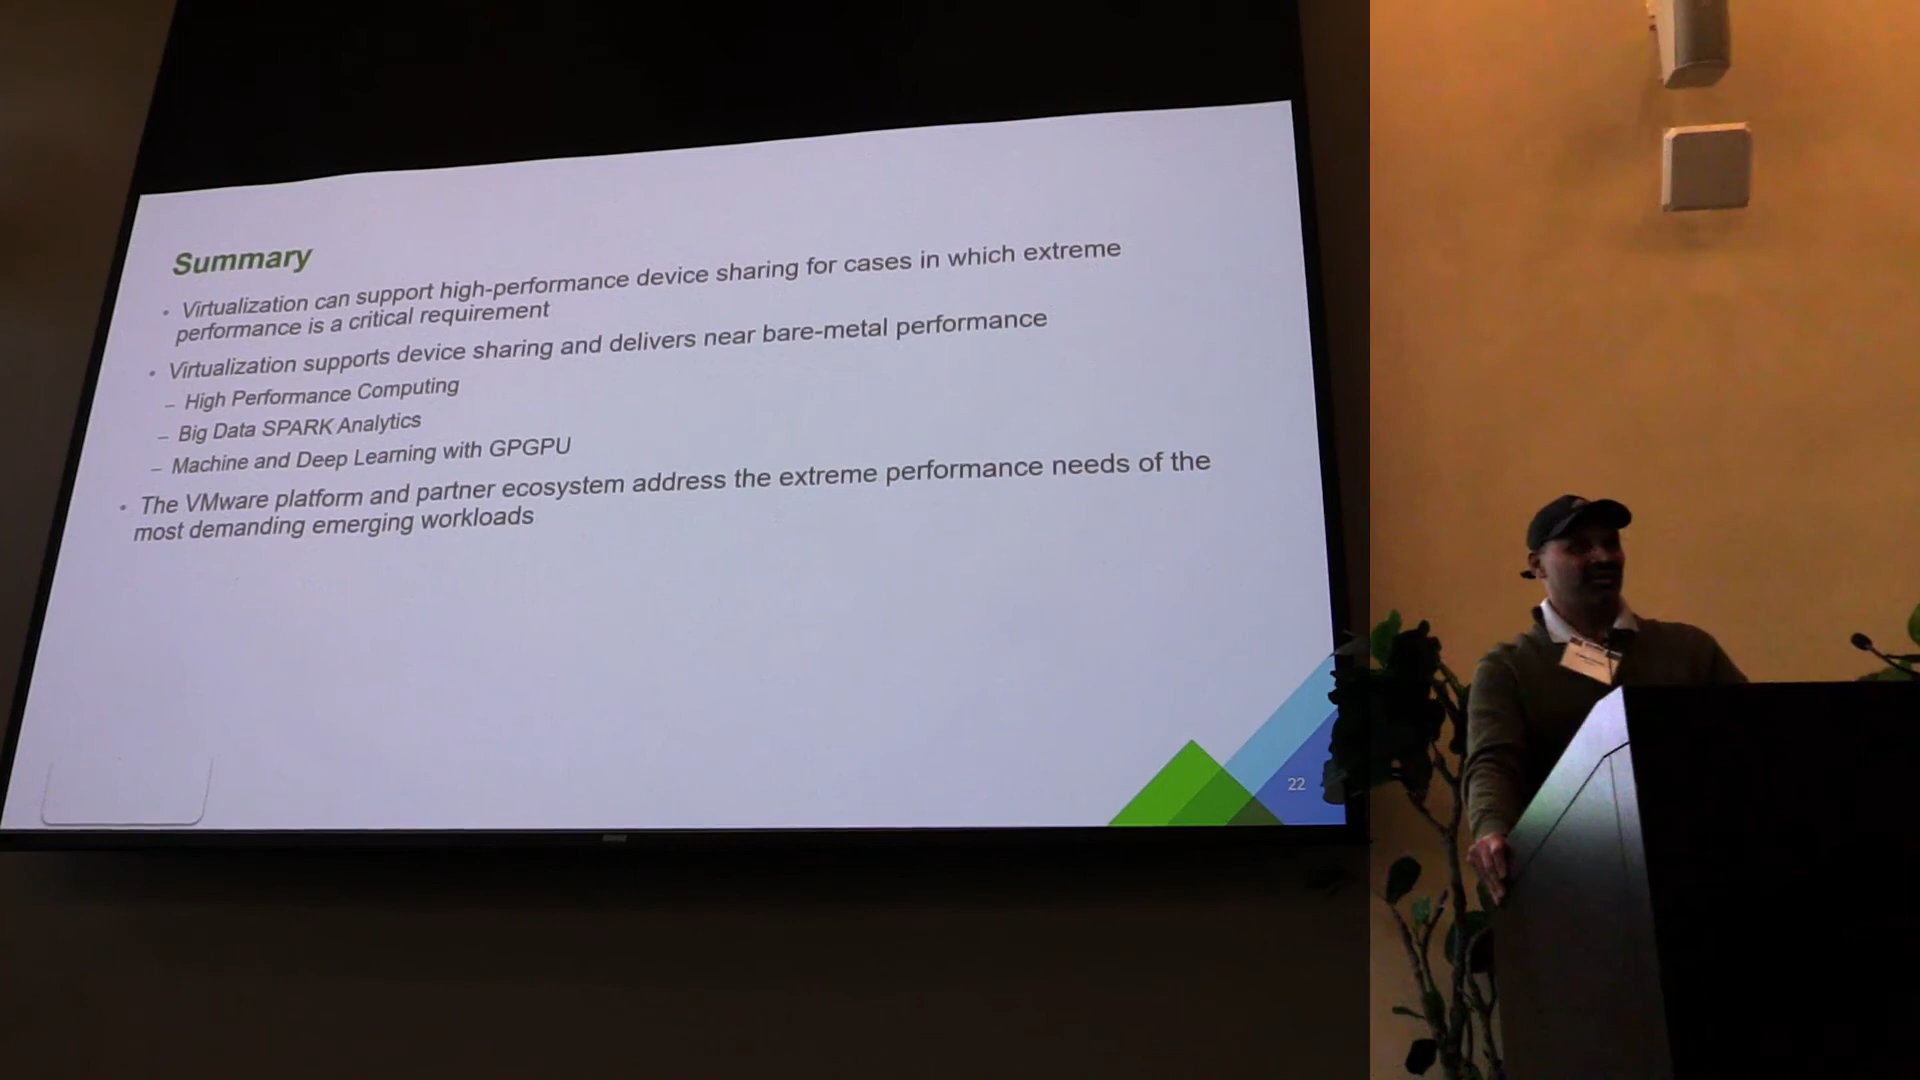 Summary
• Virtualization can support high-performance device sharing for cases in which extreme
performance is a critical requirement
• Virtualization supports device sharing and delivers near bare-metal performance
– High Performance Computing
– Big Data SPARK Analytics
– Machine and Deep Learning with GPGPU
• The VMware platform and partner ecosystem address the extreme performance needs of the
most demanding emerging workloads
22